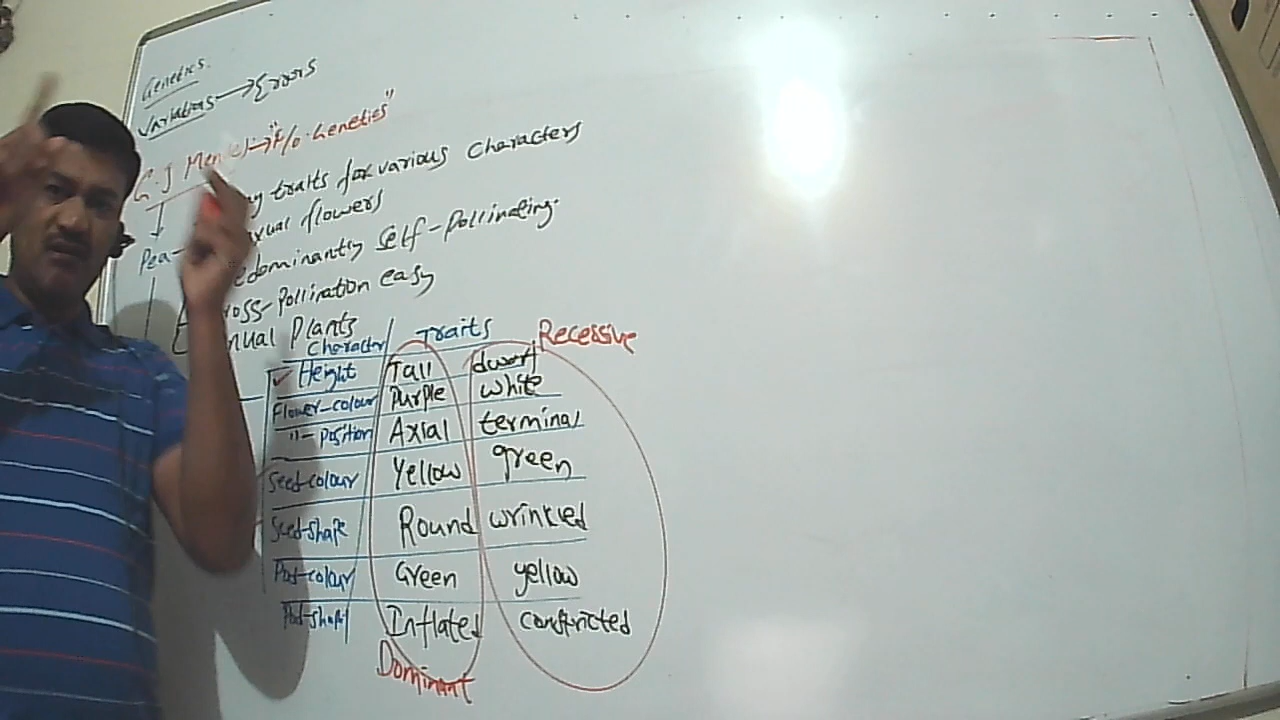 Genetics.
Variations → Errors
G.J Mendel → "F/o. Genetics"
traits for various characters
flowers
Pea
Self-Pollinating.
Pollination easy
Plants
Character Traits Recessive
✓ Height Tall dwarf
Flower-colour Purple white
"- Position Axial terminal
Seed-colour Yellow green
Seed-shape Round wrinkled
Pod-colour Green yellow
Pod-shape Inflated constricted
Dominant